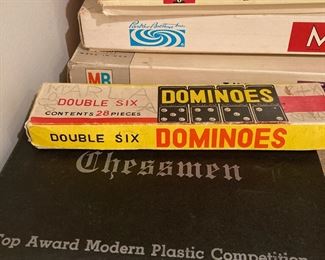 Parker Brothers Inc.
M
MB
MARLA
DOUBLE SIX
CONTENTS 28 PIECES
DOMINOES
DOUBLE SIX DOMINOES
Chessmen
Top Award Modern Plastic Competition